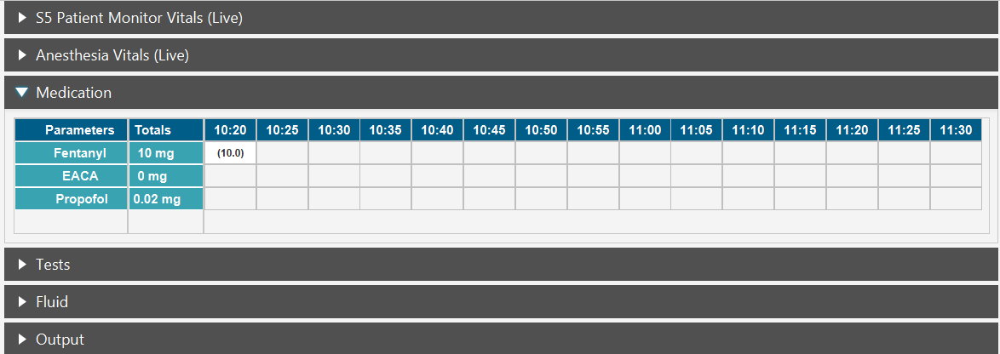 S5 Patient Monitor Vitals (Live)
Anesthesia Vitals (Live)
Medication
Parameters Totals 10:20 10:25 10:30 10:35 10:40 10:45 10:50 10:55 11:00 11:05 11:10 11:15 11:20 11:25 11:30
Fentanyl 10 mg (10.0)
EACA 0 mg
Propofol 0.02 mg
Tests
Fluid
Output